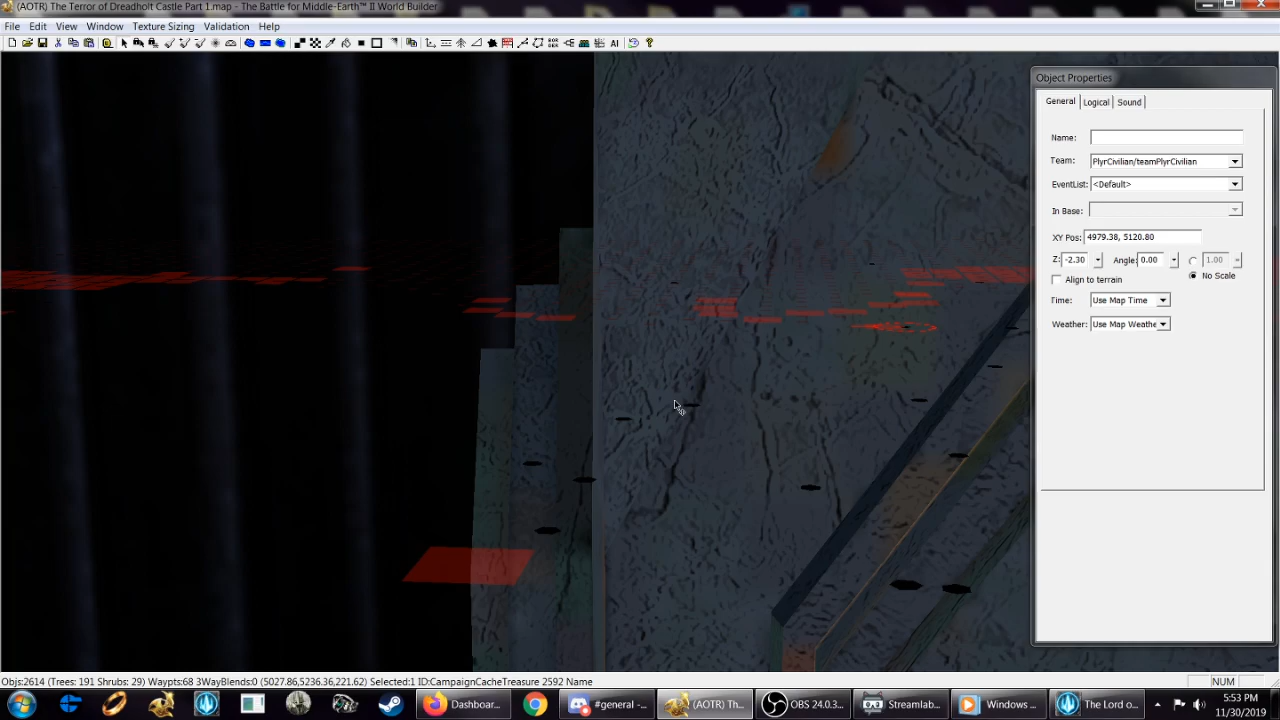 (AOTR) The Terror of Dreadholt Castle Part 1.map - The Battle for Middle-Earth™ II World Builder
File Edit View Window Texture Sizing Validation Help
AI
Object Properties
General Logical Sound
Name:
Team: PlyrCivilian/teamPlyrCivilian
EventList: <Default>
In Base:
XY Pos: 4979.38, 5120.80
Z: -2.30 Angle: 0.00 1.00
No Scale
Align to terrain
Time: Use Map Time
Weather: Use Map Weathe
Objs:2614 (Trees: 191 Shrubs: 29) Waypts:68 3WayBlends:0 (5027.86,5236.36,221.62) Selected:1 ID:CampaignCacheTreasure 2592 Name
NUM
Dashboar... #general -... (AOTR) Th... OBS 24.0.3... Streamlab... Windows ... The Lord o...
5:53 PM
11/30/2019